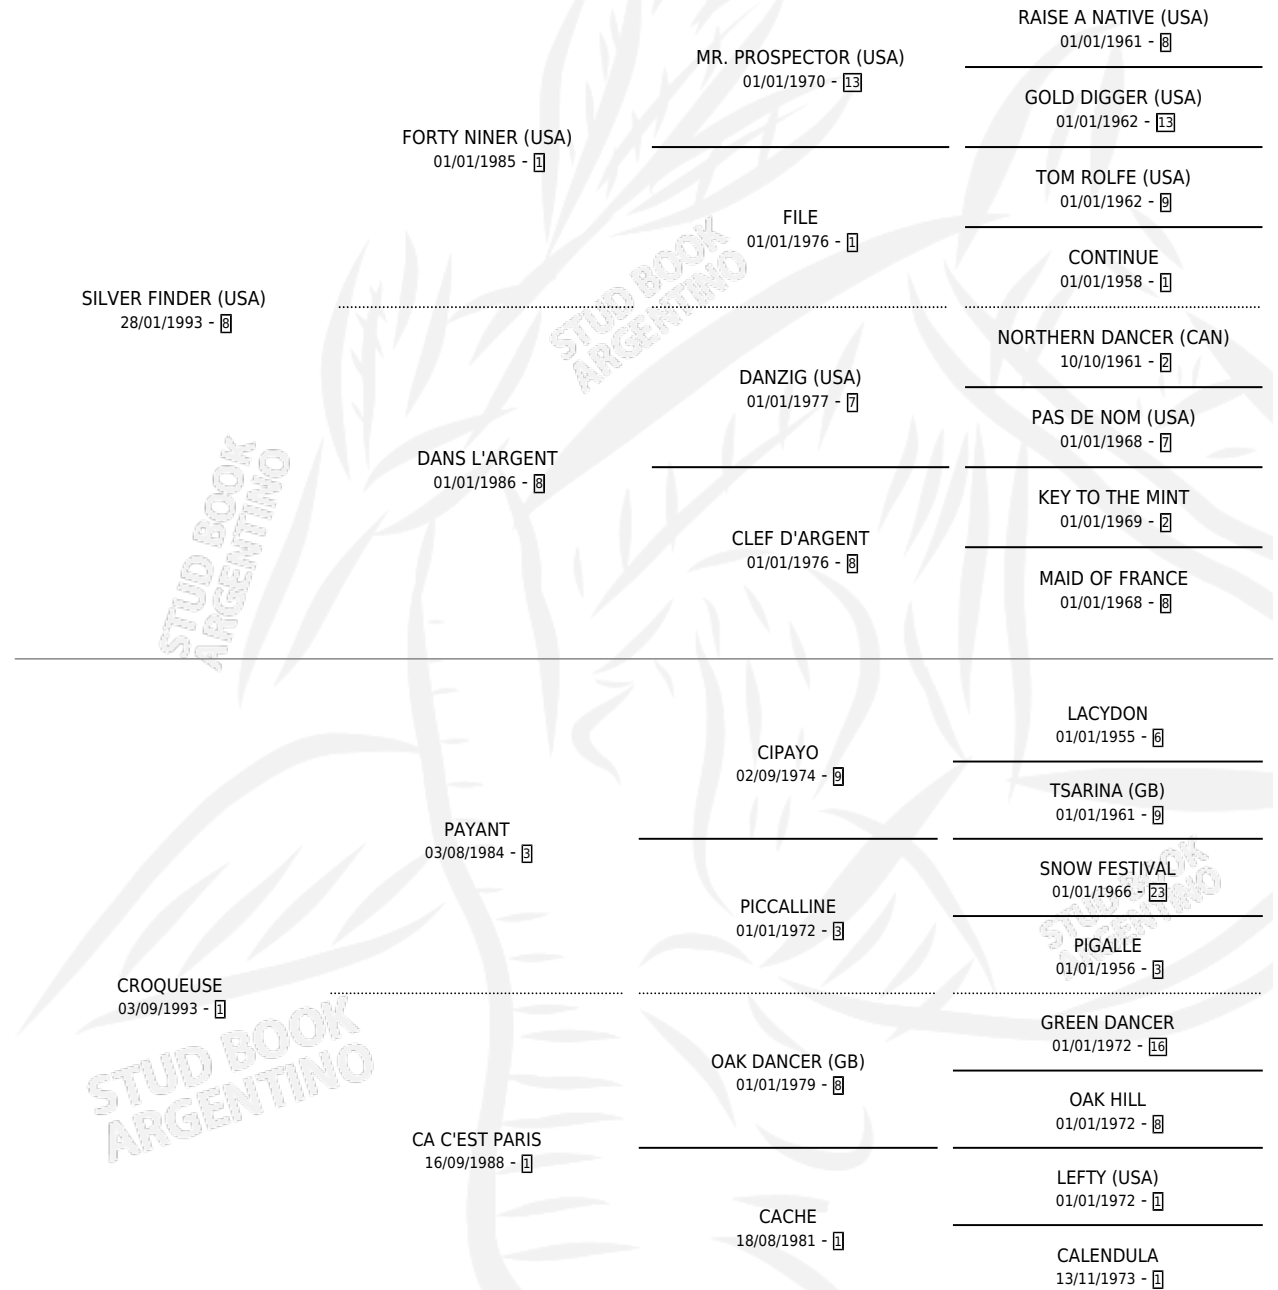 RAISE A NATIVE (USA)
01/01/1961 - 8
MR. PROSPECTOR (USA)
01/01/1970 - 13
GOLD DIGGER (USA)
01/01/1962 - 13
FORTY NINER (USA)
01/01/1985 - 1
TOM ROLFE (USA)
01/01/1962 - 9
FILE
01/01/1976 - 1
CONTINUE
01/01/1958 - 1
SILVER FINDER (USA)
28/01/1993 - 8
NORTHERN DANCER (CAN)
10/10/1961 - 2
DANZIG (USA)
01/01/1977 - 7
PAS DE NOM (USA)
01/01/1968 - 7
DANS L'ARGENT
01/01/1986 - 8
KEY TO THE MINT
01/01/1969 - 2
CLEF D'ARGENT
01/01/1976 - 8
MAID OF FRANCE
01/01/1968 - 8
STUD BOOK
ARGENTINO
STUD BOOK
ARGENTINO
LACYDON
01/01/1955 - 6
CIPAYO
02/09/1974 - 9
TSARINA (GB)
01/01/1961 - 9
PAYANT
03/08/1984 - 3
SNOW FESTIVAL
01/01/1966 - 23
PICCALLINE
01/01/1972 - 3
PIGALLE
01/01/1956 - 3
CROQUEUSE
03/09/1993 - 1
GREEN DANCER
01/01/1972 - 16
OAK DANCER (GB)
01/01/1979 - 8
OAK HILL
01/01/1972 - 8
CA C'EST PARIS
16/09/1988 - 1
LEFTY (USA)
01/01/1972 - 1
CACHE
18/08/1981 - 1
CALENDULA
13/11/1973 - 1
STUD BOOK
ARGENTINO
STUD BOOK
ARGENTINO